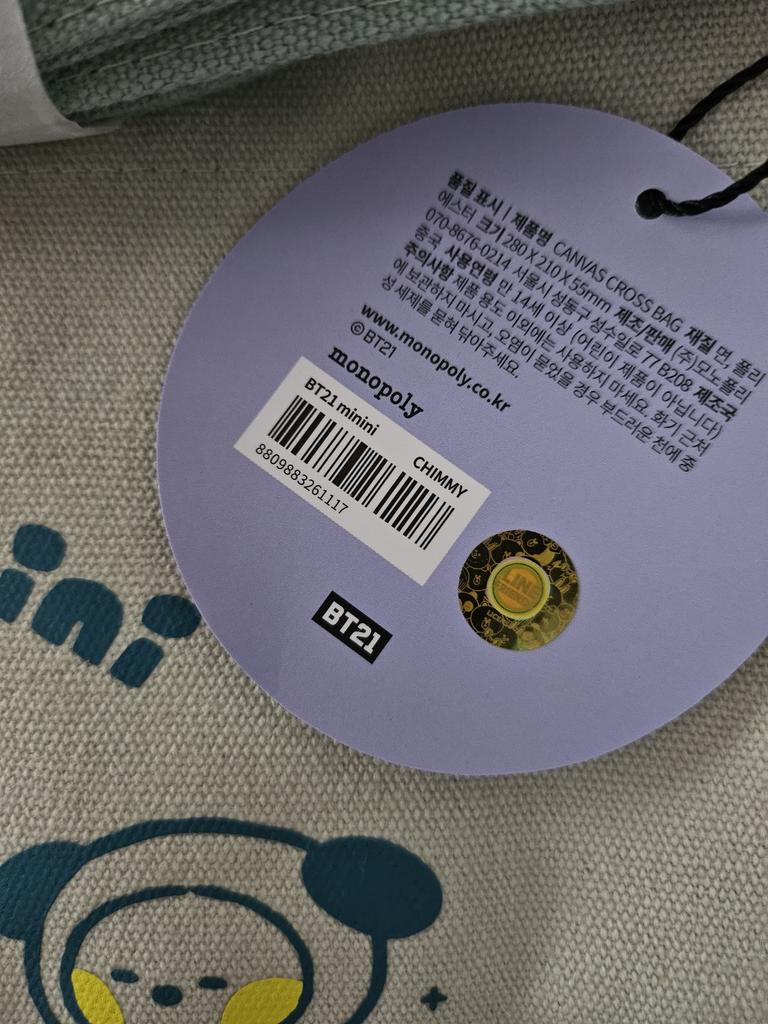 품질 표시 | 제품명 CANVAS CROSS BAG 재질 면 폴리
에스터 크기 280 X 210 X 55mm 제조/판매 (주)모노폴리
070-8676-0214 서울시 성동구 성수일로 77 B208 제조국
중국 사용연령 만 14세 이상 (어린이 제품이 아닙니다)
주의사항 제품 용도 이외에는 사용하지 마세요. 화기 근처
에 보관하지 마시고, 오염이 묻었을 경우 부드러운 천에 중
성 세제를 묻혀 닦아주세요.
www.monopoly.co.kr
©BT21
monopoly
BT21 minini CHIMMY
8809883261117
BT21
LINE
ini